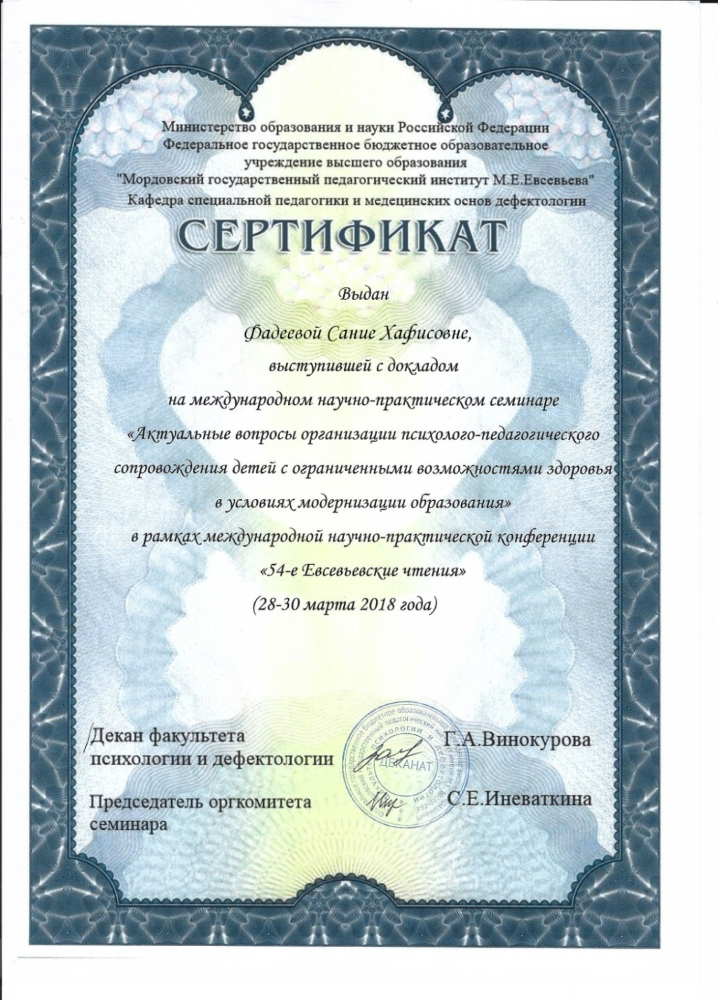 Министерство образования и науки Российской Федерации
Федеральное государственное бюджетное образовательное
учреждение высшего образования
"Мордовский государственный педагогический институт М.Е.Евсевьева"
Кафедра специальной педагогики и медецинских основ дефектологии
СЕРТИФИКАТ
Выдан
Фадеевой Сание Хафисовне,
выступившей с докладом
на международном научно-практическом семинаре
«Актуальные вопросы организации психолого-педагогического
сопровождения детей с ограниченными возможностями здоровья
в условиях модернизации образования»
в рамках международной научно-практической конференции
«54-е Евсевьевские чтения»
(28-30 марта 2018 года)
Декан факультета
психологии и дефектологии
Г.А.Винокурова
ДЕКАНАТ
Председатель оргкомитета
семинара
С.Е.Иневаткина